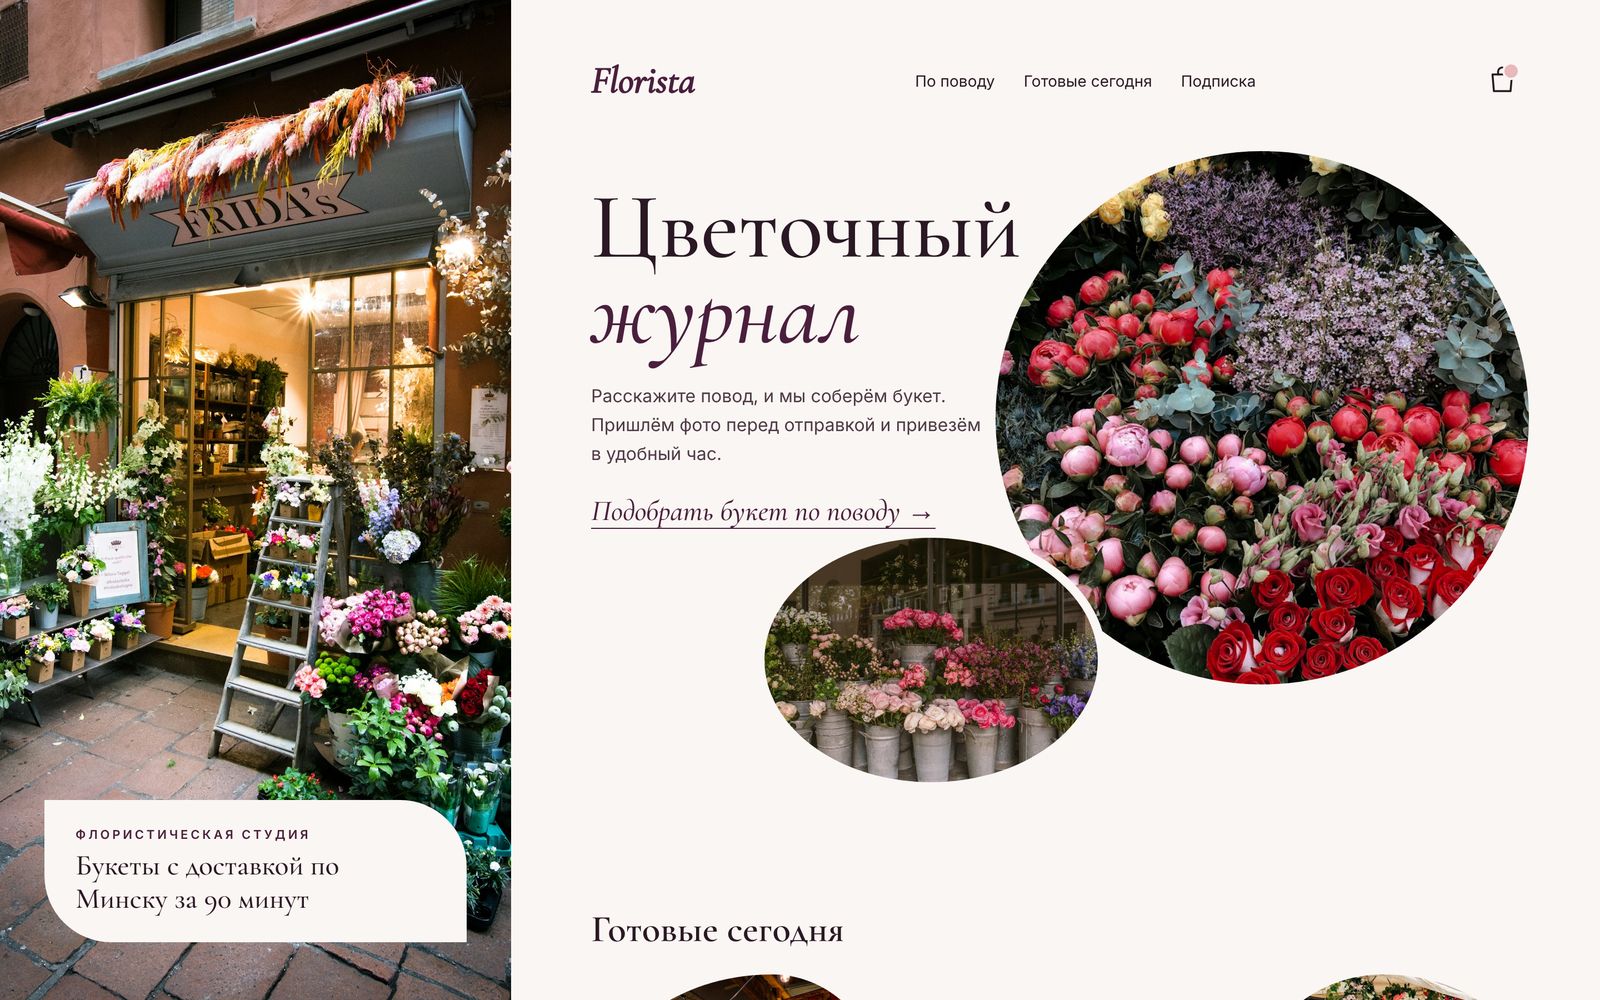 FRIDA's
ФЛОРИСТИЧЕСКАЯ СТУДИЯ
Букеты с доставкой по
Минску за 90 минут
Florista
По поводу
Готовые сегодня
Подписка
Цветочный
журнал
Расскажите повод, и мы соберём букет.
Пришлём фото перед отправкой и привезём
в удобный час.
Подобрать букет по поводу →
Готовые сегодня